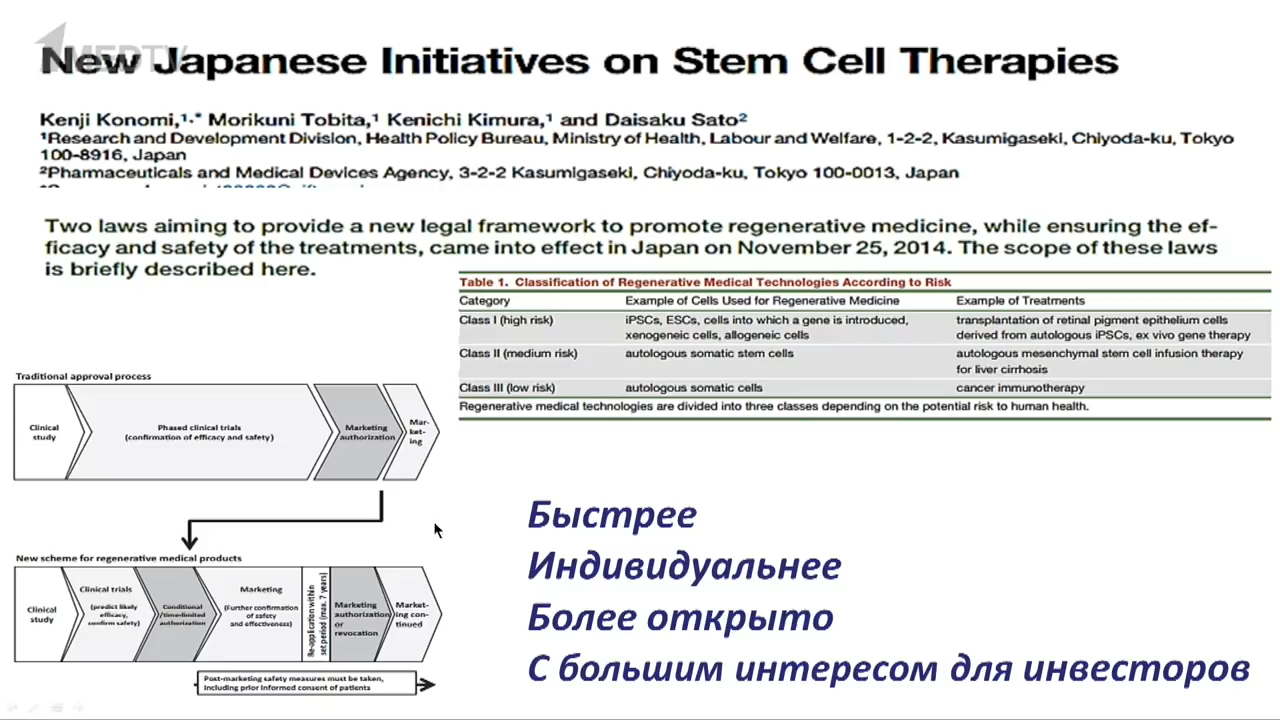 1MEDTV
New Japanese Initiatives on Stem Cell Therapies
Kenji Konomi,1,* Morikuni Tobita,1 Kenichi Kimura,1 and Daisaku Sato2
1Research and Development Division, Health Policy Bureau, Ministry of Health, Labour and Welfare, 1-2-2, Kasumigaseki, Chiyoda-ku, Tokyo
100-8916, Japan
2Pharmaceuticals and Medical Devices Agency, 3-2-2 Kasumigaseki, Chiyoda-ku, Tokyo 100-0013, Japan
Two laws aiming to provide a new legal framework to promote regenerative medicine, while ensuring the ef-
ficacy and safety of the treatments, came into effect in Japan on November 25, 2014. The scope of these laws
is briefly described here.
Table 1. Classification of Regenerative Medical Technologies According to Risk
Category Example of Cells Used for Regenerative Medicine Example of Treatments
Class I (high risk) iPSCs, ESCs, cells into which a gene is introduced, transplantation of retinal pigment epithelium cells
xenogeneic cells, allogeneic cells derived from autologous iPSCs, ex vivo gene therapy
Class II (medium risk) autologous somatic stem cells autologous mesenchymal stem cell infusion therapy
for liver cirrhosis
Class III (low risk) autologous somatic cells cancer immunotherapy
Regenerative medical technologies are divided into three classes depending on the potential risk to human health.
Traditional approval process
Clinical
study
Phased clinical trials
(confirmation of efficacy and safety)
Marketing
authorization
Mar-
ket-
ing
New scheme for regenerative medical products
Clinical
study
Clinical trials
(predict likely
efficacy,
confirm safety)
Conditional
/time-limited
authorization
Marketing
(Further confirmation
of safety
and effectiveness)
Re-application within
set period (max. 7 years)
Marketing
authorization
or
revocation
Market-
ing con-
tinued
Post-marketing safety measures must be taken,
including prior informed consent of patients
Быстрее
Индивидуальнее
Более открыто
С большим интересом для инвесторов